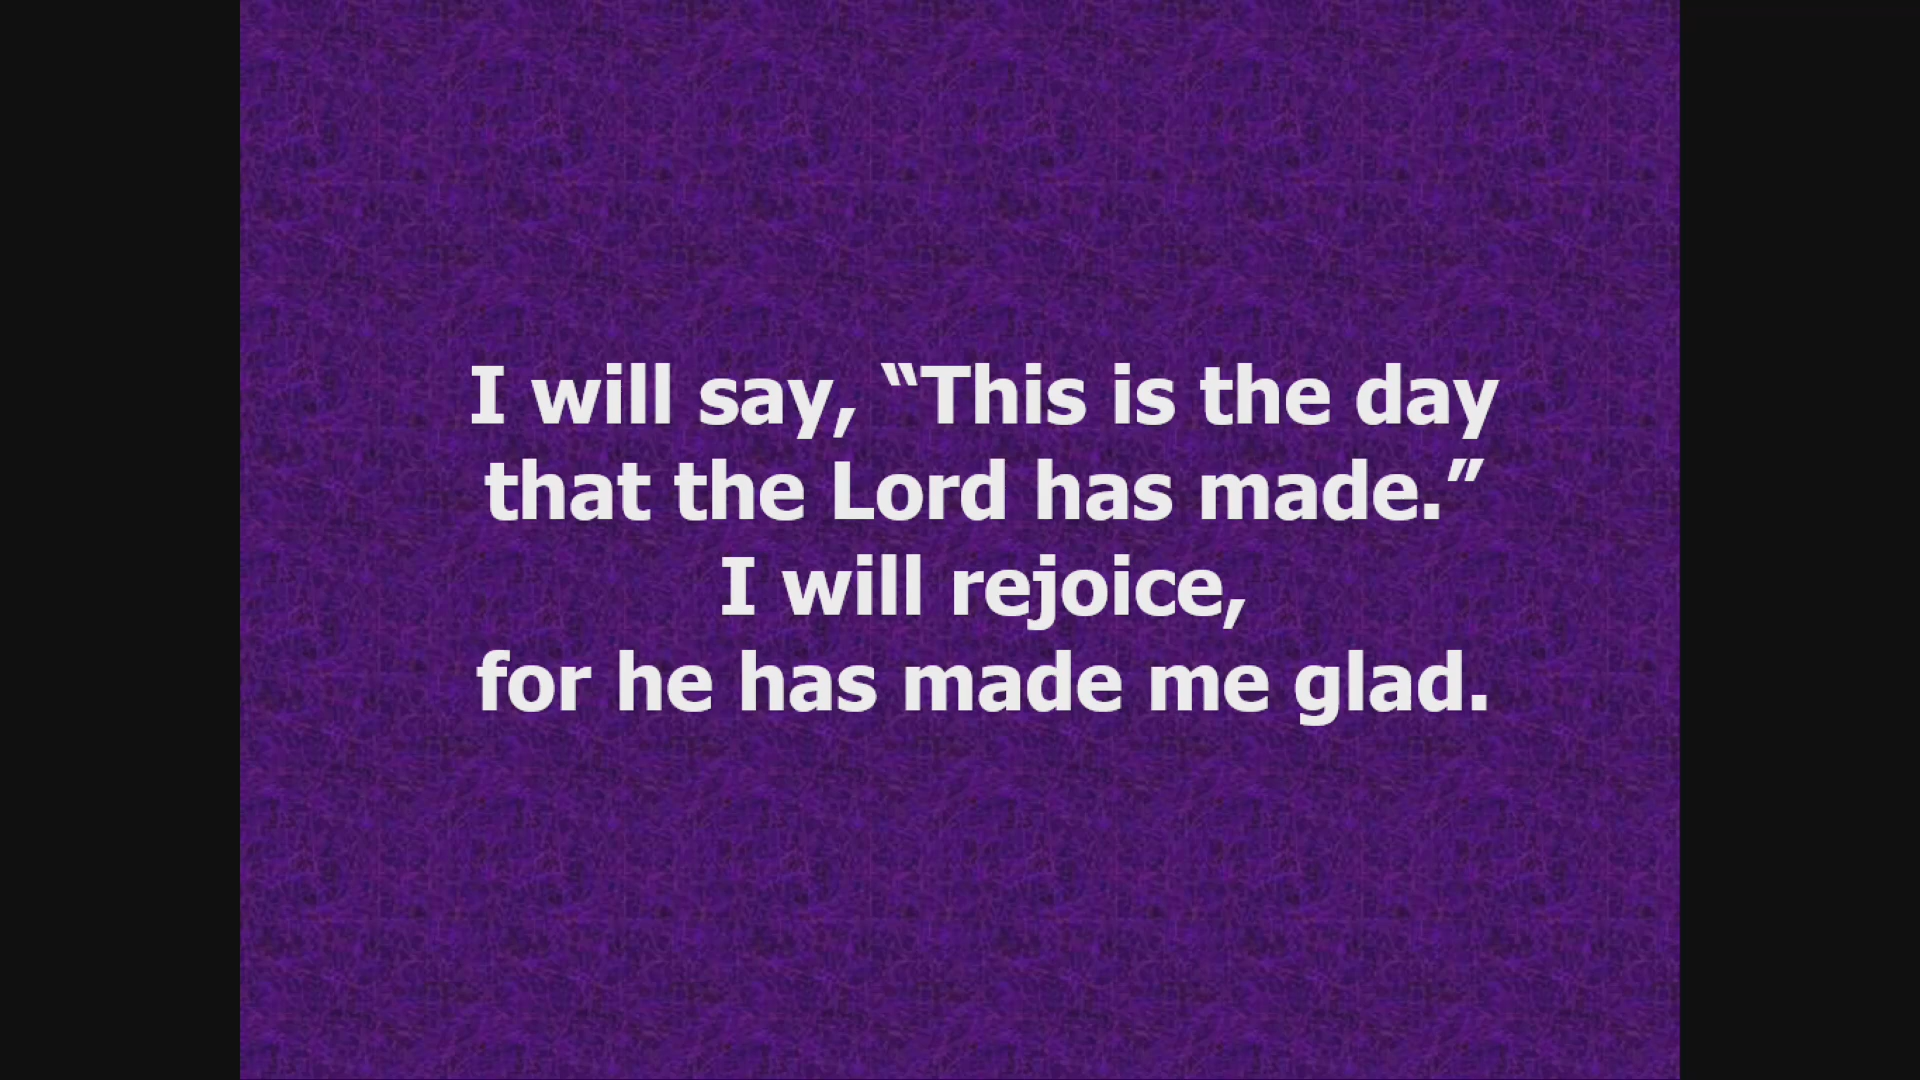 I will say, “This is the day
that the Lord has made.”
I will rejoice,
for he has made me glad.